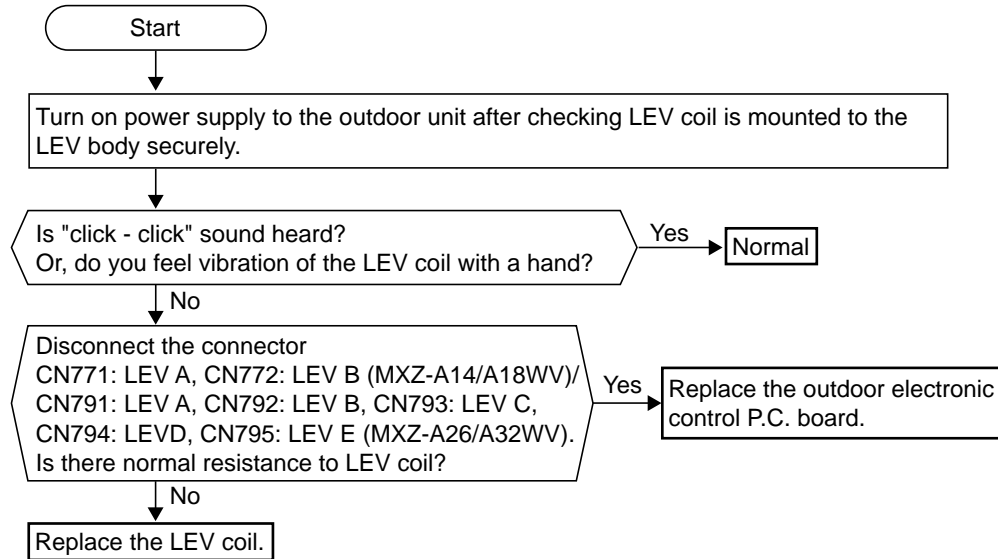 Start
Turn on power supply to the outdoor unit after checking LEV coil is mounted to the
LEV body securely.
Is "click - click" sound heard?
Or, do you feel vibration of the LEV coil with a hand?
Yes
Normal
No
Disconnect the connector
CN771: LEV A, CN772: LEV B (MXZ-A14/A18WV)/
CN791: LEV A, CN792: LEV B, CN793: LEV C,
CN794: LEVD, CN795: LEV E (MXZ-A26/A32WV).
Is there normal resistance to LEV coil?
Yes
Replace the outdoor electronic
control P.C. board.
No
Replace the LEV coil.